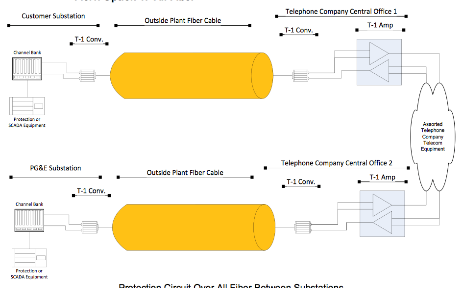 Customer Substation
Outside Plant Fiber Cable
Telephone Company Central Office 1
T-1 Conv.
T-1 Conv.
T-1 Amp
Channel Bank
Protection or
SCADA Equipment
Assorted
Telephone
Company
Telecom
Equipment
PG&E Substation
Outside Plant Fiber Cable
Telephone Company Central Office 2
T-1 Conv.
T-1 Conv.
T-1 Amp
Channel Bank
Protection or
SCADA Equipment
Protection Circuit Over All Fiber Between Substations